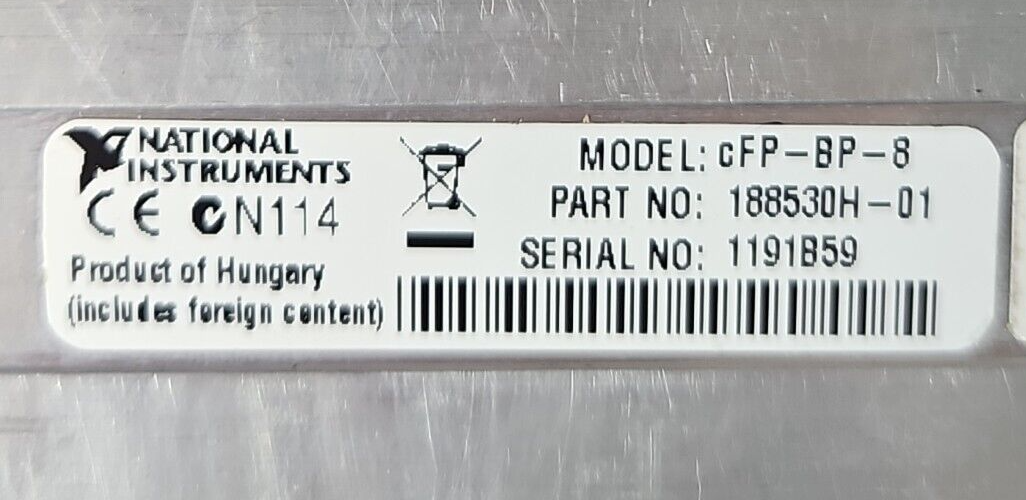 NATIONAL
INSTRUMENTS
CE N114
Product of Hungary
(includes foreign content)
MODEL: cFP-BP-8
PART NO: 188530H-01
SERIAL NO: 1191B59